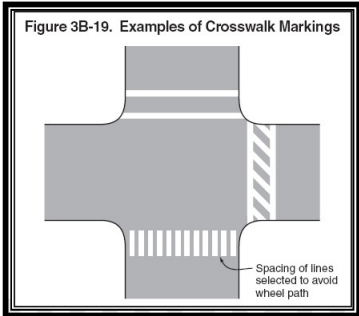 Figure 3B-19. Examples of Crosswalk Markings
Spacing of lines
selected to avoid
wheel path